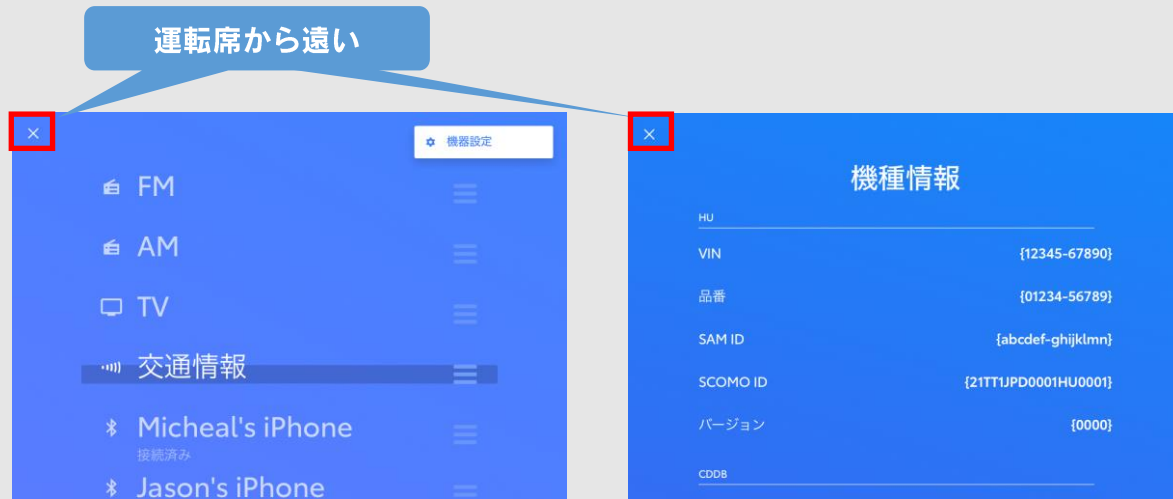 運転席から遠い
機器設定
FM
AM
TV
交通情報
Micheal's iPhone
接続済み
Jason's iPhone
機種情報
HU
VIN {12345-67890}
品番 {01234-56789}
SAM ID {abcdef-ghijklmn}
SCOMO ID {21TT1JPD0001HU0001}
バージョン {0000}
CDDB